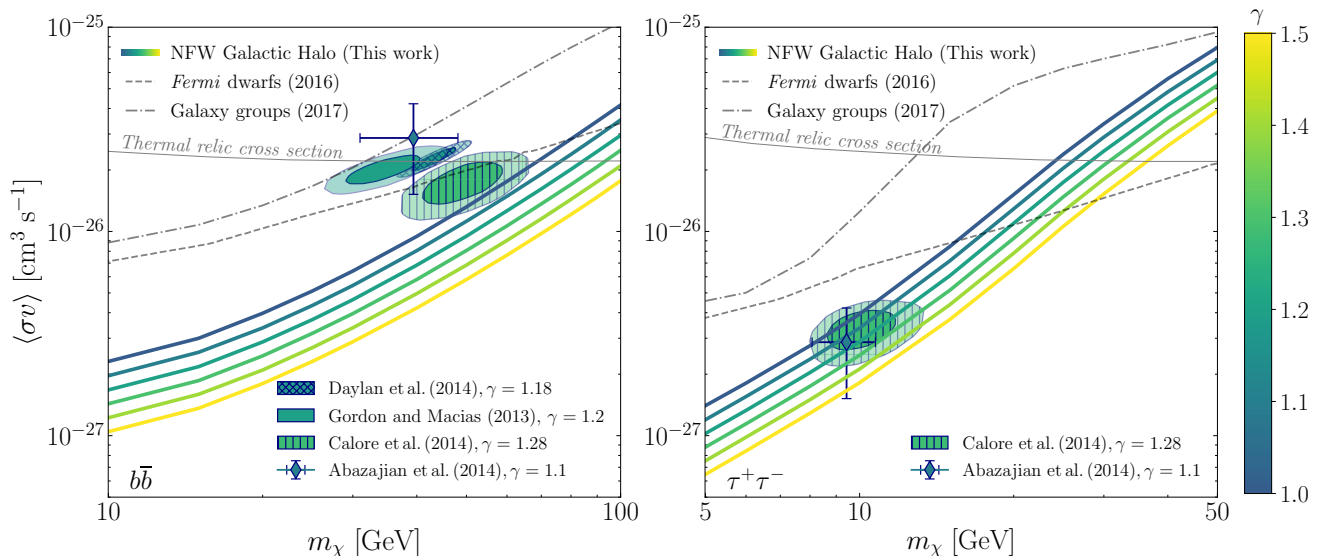 10⁻²⁵
NFW Galactic Halo (This work)
Fermi dwarfs (2016)
Galaxy groups (2017)
Thermal relic cross section
10⁻²⁶
10⁻²⁷
⟨σv⟩ [cm³ s⁻¹]
Daylan et al. (2014), γ = 1.18
Gordon and Macias (2013), γ = 1.2
Calore et al. (2014), γ = 1.28
Abazajian et al. (2014), γ = 1.1
bb̅
10
100
mχ [GeV]
10⁻²⁵
NFW Galactic Halo (This work)
Fermi dwarfs (2016)
Galaxy groups (2017)
Thermal relic cross section
10⁻²⁶
10⁻²⁷
Calore et al. (2014), γ = 1.28
Abazajian et al. (2014), γ = 1.1
τ⁺τ⁻
5
10
50
mχ [GeV]
γ
1.5
1.4
1.3
1.2
1.1
1.0